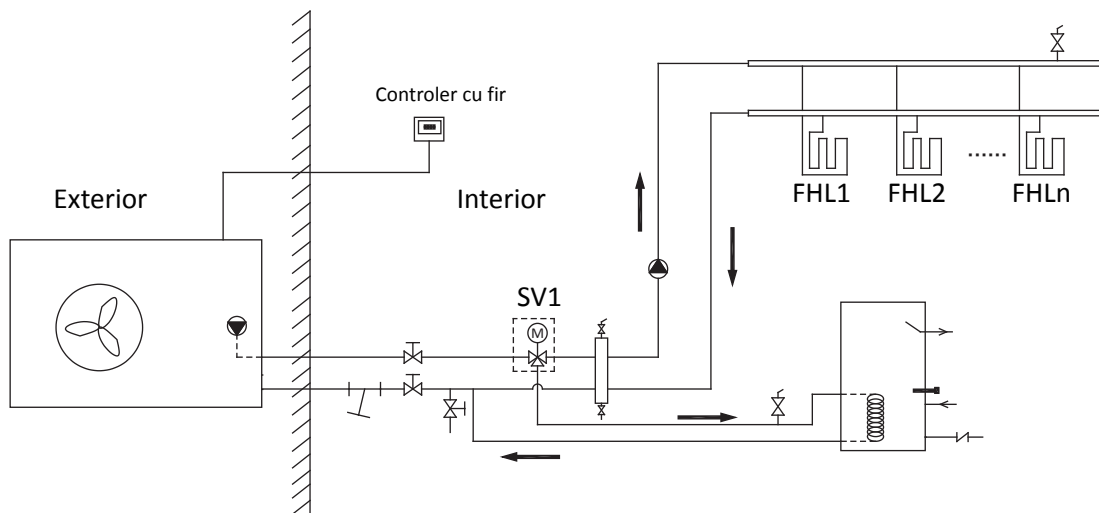 Controler cu fir
Exterior
Interior
FHL1
FHL2
......
FHLn
SV1
M